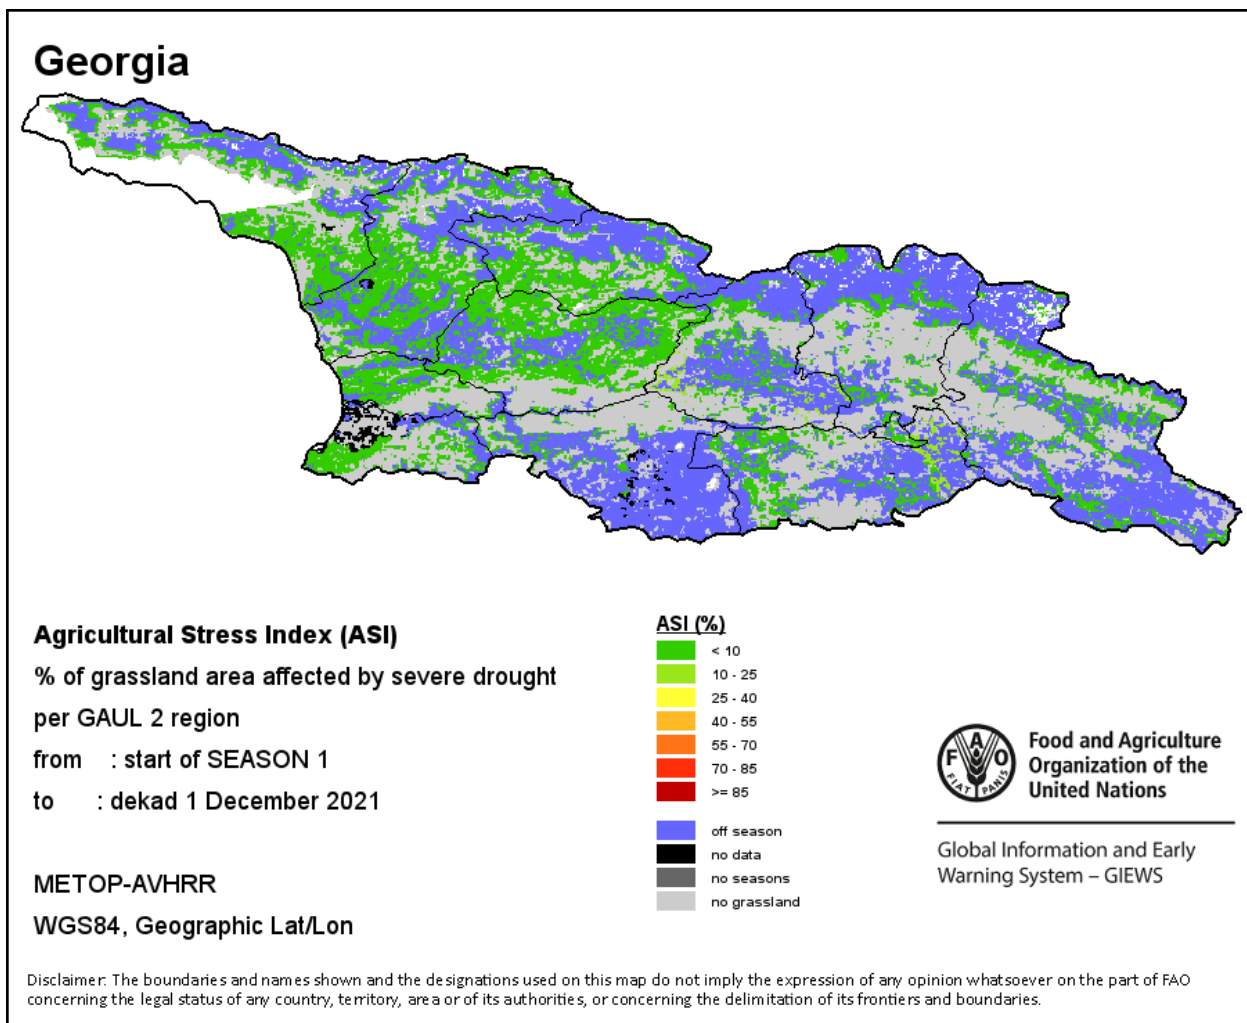 Georgia
Agricultural Stress Index (ASI)
% of grassland area affected by severe drought
per GAUL 2 region
from : start of SEASON 1
to : dekad 1 December 2021
METOP-AVHRR
WGS84, Geographic Lat/Lon
ASI (%)
< 10
10 - 25
25 - 40
40 - 55
55 - 70
70 - 85
>= 85
off season
no data
no seasons
no grassland
F A O
FIAT PANIS
Food and Agriculture
Organization of the
United Nations
Global Information and Early
Warning System – GIEWS
Disclaimer: The boundaries and names shown and the designations used on this map do not imply the expression of any opinion whatsoever on the part of FAO
concerning the legal status of any country, territory, area or of its authorities, or concerning the delimitation of its frontiers and boundaries.